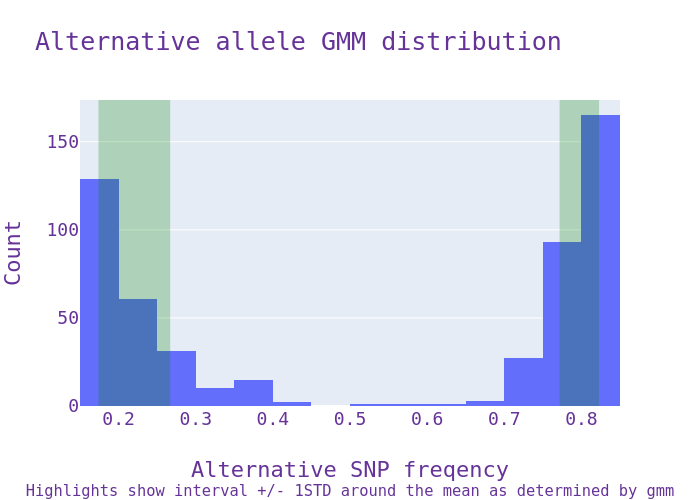 Alternative allele GMM distribution
150
100
50
0
Count
0.2 0.3 0.4 0.5 0.6 0.7 0.8
Alternative SNP freqency
Highlights show interval +/- 1STD around the mean as determined by gmm